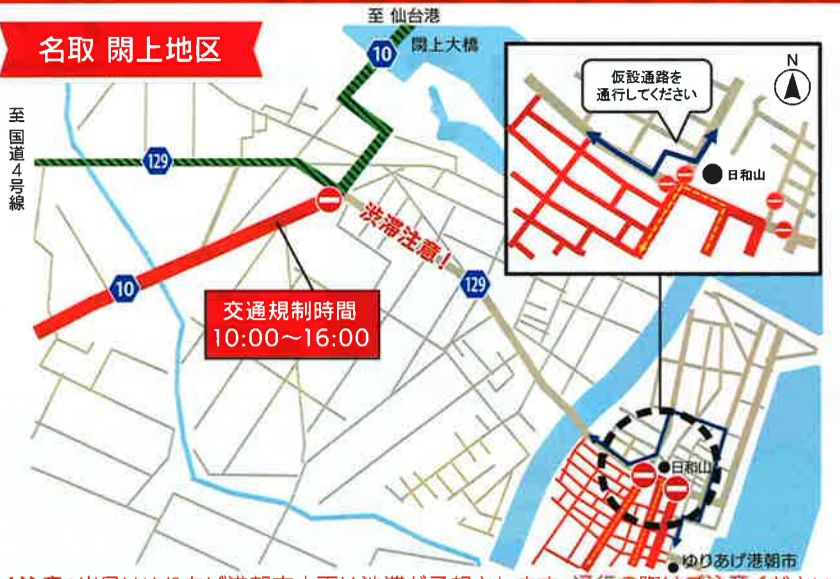 至 仙台港
名取 閖上地区
10
閖上大橋
仮設通路を
通行してください
N
至 国道4号線
129
日和山
渋滞注意!
10
129
交通規制時間
10:00〜16:00
日和山
ゆりあげ港朝市